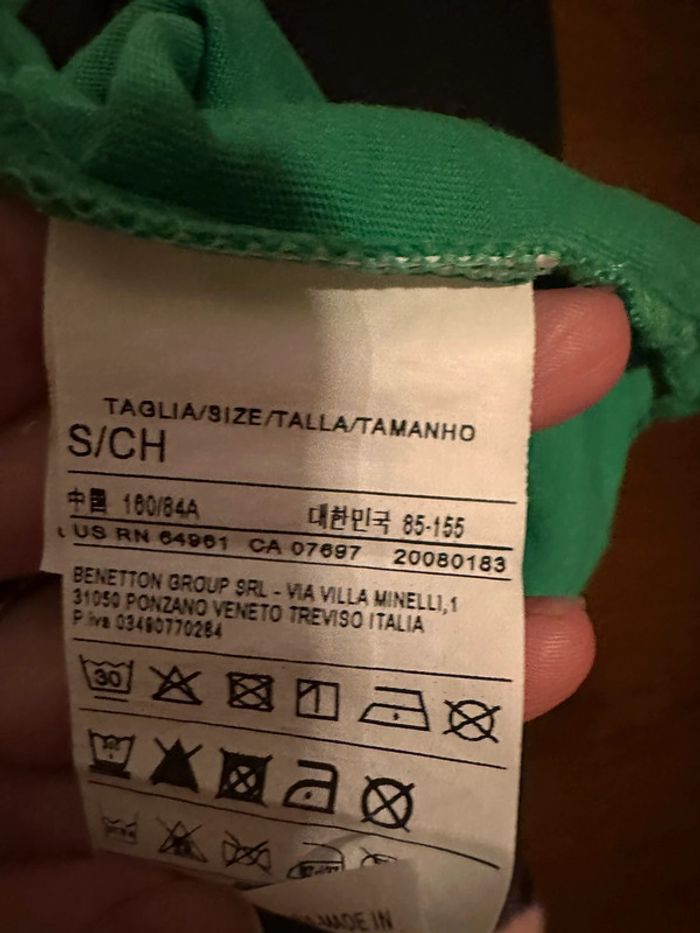 TAGLIA/SIZE/TALLA/TAMANHO
S/CH
中国 160/84A 대한민국 85-155
US RN 64961 CA 07697 20080183
BENETTON GROUP SRL - VIA VILLA MINELLI,1
31050 PONZANO VENETO TREVISO ITALIA
P.iva 03490770264
30
30
MADE IN